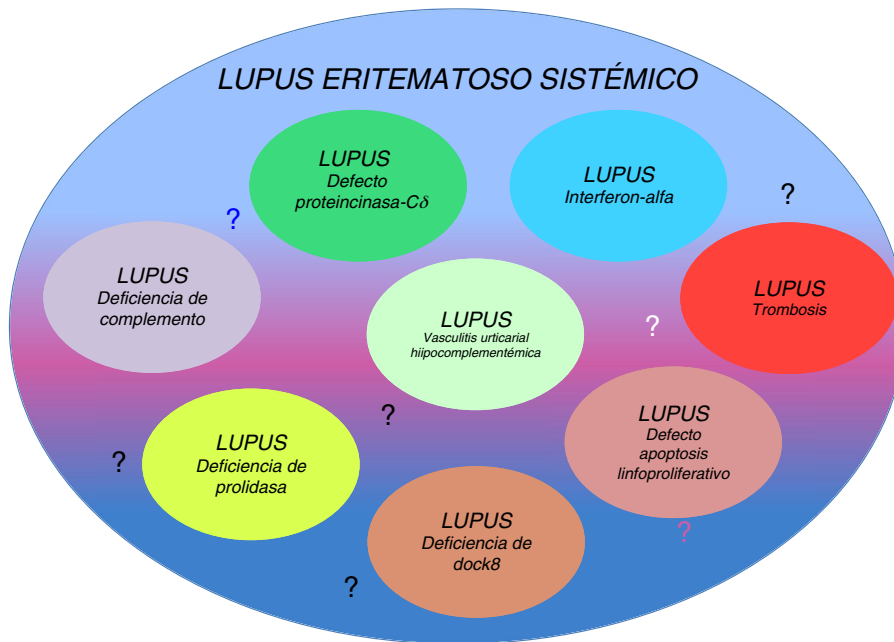 LUPUS ERITEMATOSO SISTÉMICO
LUPUS
Defecto
proteincinasa-Cδ
LUPUS
Interferon-alfa
?
?
LUPUS
Deficiencia de
complemento
LUPUS
Vasculitis urticarial
hiipocomplementémica
LUPUS
Trombosis
?
?
LUPUS
Defecto
apoptosis
linfoproliferativo
?
LUPUS
Deficiencia de
prolidasa
?
LUPUS
Deficiencia de
dock8
?